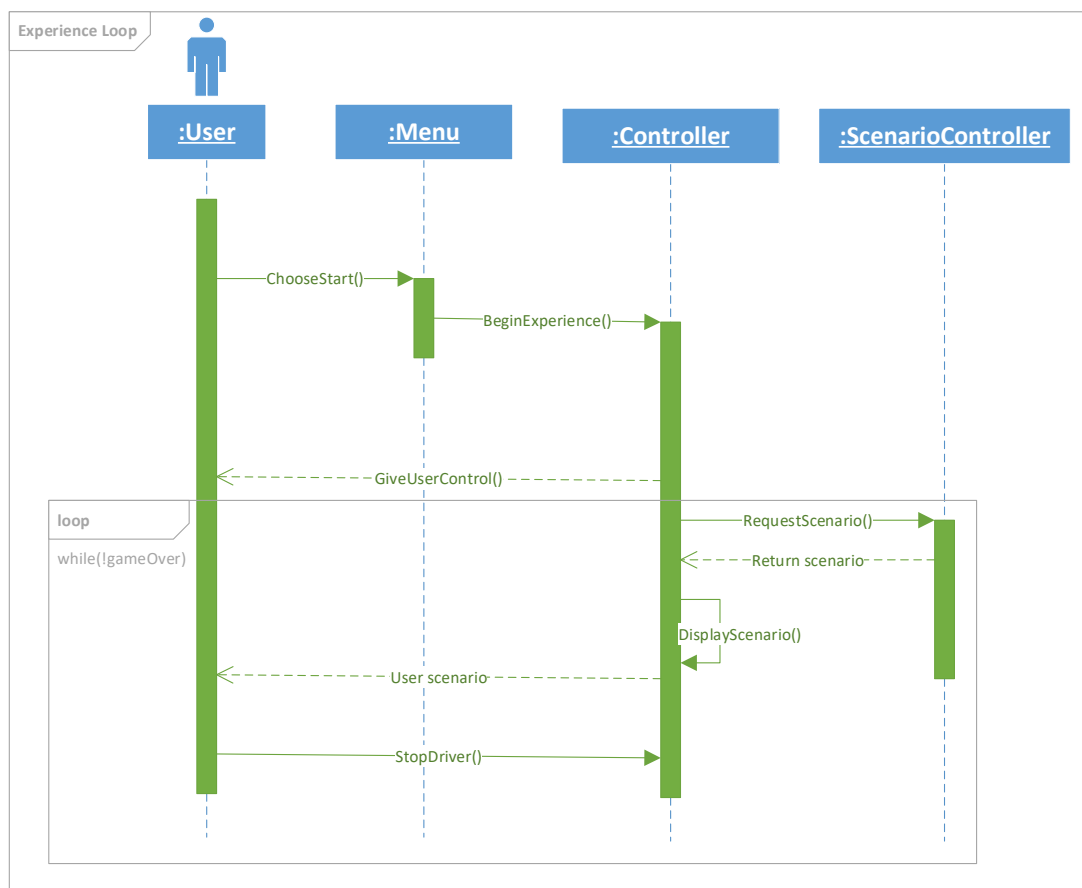 Experience Loop
:User
:Menu
:Controller
:ScenarioController
ChooseStart()
BeginExperience()
GiveUserControl()
loop
while(!gameOver)
RequestScenario()
Return scenario
DisplayScenario()
User scenario
StopDriver()